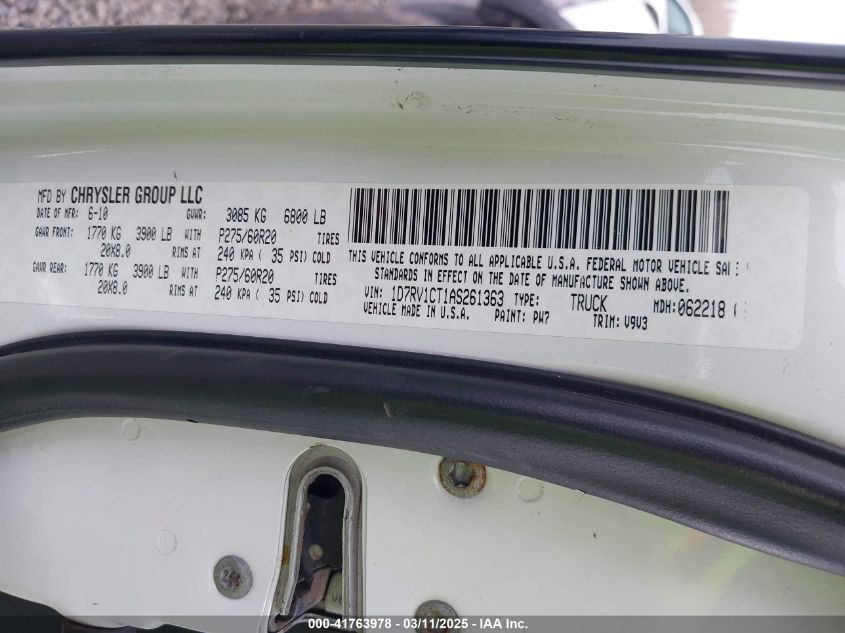 MFD BY CHRYSLER GROUP LLC
DATE OF MFR: 6-10 GVWR: 3085 KG 6800 LB
GAWR FRONT: 1770 KG 3900 LB WITH P275/60R20 TIRES
20X8.0 RIMS AT 240 KPA ( 35 PSI) COLD
GAWR REAR: 1770 KG 3900 LB WITH P275/60R20 TIRES
20X8.0 RIMS AT 240 KPA ( 35 PSI) COLD
THIS VEHICLE CONFORMS TO ALL APPLICABLE U.S.A. FEDERAL MOTOR VEHICLE
STANDARDS IN EFFECT ON THE DATE OF MANUFACTURE SHOWN ABOVE.
VIN: 1D7RV1CT1AS261363 TYPE: TRUCK MDH:062218
VEHICLE MADE IN U.S.A. PAINT: PW7 TRIM: V9V3
000-41763978 - 03/11/2025 - IAA Inc.